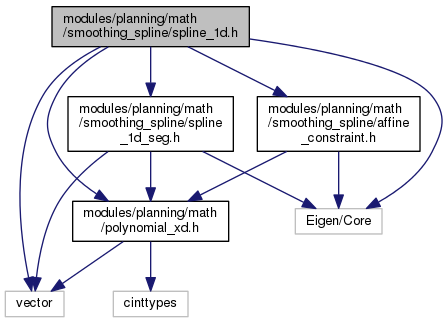 modules/planning/math
/smoothing_spline/spline_1d.h
modules/planning/math
/smoothing_spline/spline
_1d_seg.h
modules/planning/math
/smoothing_spline/affine
_constraint.h
modules/planning/math
/polynomial_xd.h
Eigen/Core
vector
cinttypes